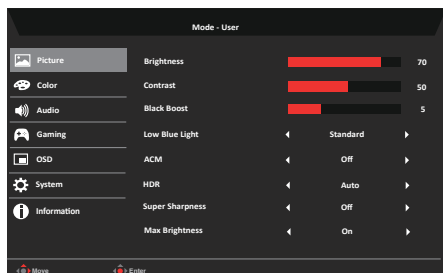 Mode - User
Picture
Brightness 70
Color
Contrast 50
Audio
Black Boost 5
Gaming
Low Blue Light Standard
OSD
ACM Off
System
HDR Auto
Information
Super Sharpness Off
Max Brightness On
Move Enter